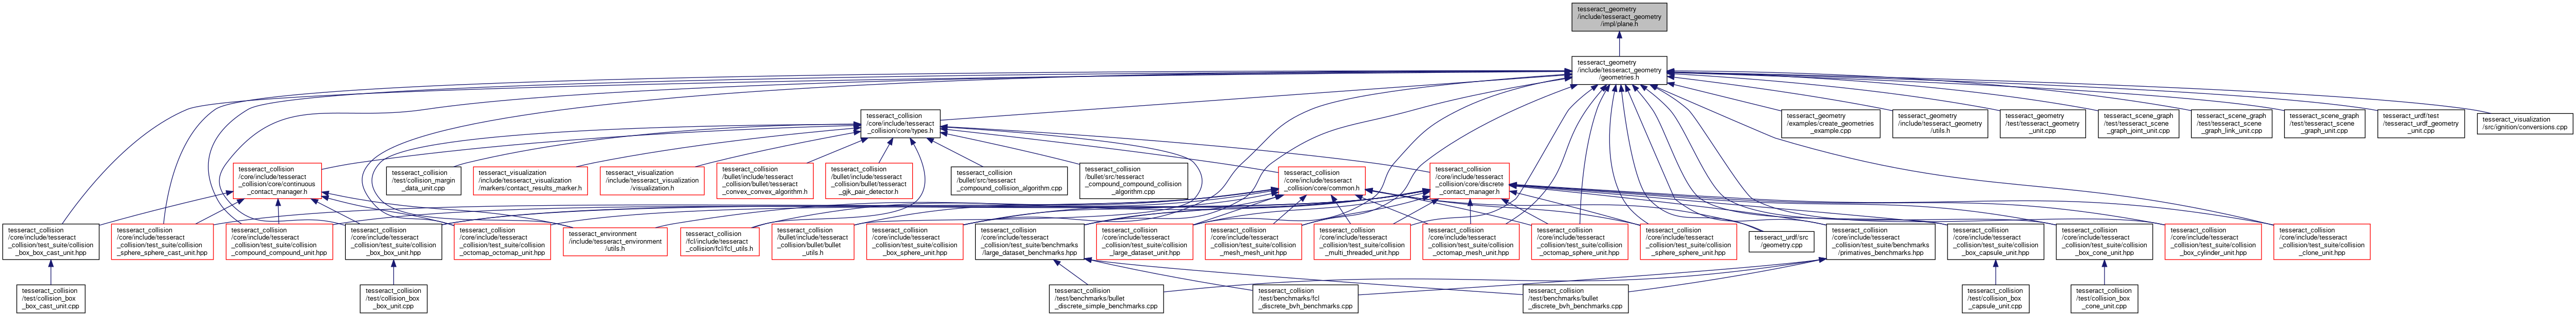 tesseract_geometry
/include/tesseract_geometry
/impl/plane.h
tesseract_geometry
/include/tesseract_geometry
/geometries.h
tesseract_collision
/core/include/tesseract
_collision/core/types.h
tesseract_geometry
/examples/create_geometries
_example.cpp
tesseract_geometry
/include/tesseract_geometry
/utils.h
tesseract_geometry
/test/tesseract_geometry
_unit.cpp
tesseract_scene_graph
/test/tesseract_scene
_graph_joint_unit.cpp
tesseract_scene_graph
/test/tesseract_scene
_graph_link_unit.cpp
tesseract_scene_graph
/test/tesseract_scene
_graph_unit.cpp
tesseract_urdf/test
/tesseract_urdf_geometry
_unit.cpp
tesseract_visualization
/src/ignition/conversions.cpp
tesseract_collision
/core/include/tesseract
_collision/core/continuous
_contact_manager.h
tesseract_collision
/test/collision_margin
_data_unit.cpp
tesseract_visualization
/include/tesseract_visualization
/markers/contact_results_marker.h
tesseract_visualization
/include/tesseract_visualization
/visualization.h
tesseract_collision
/bullet/include/tesseract
_collision/bullet/tesseract
_convex_convex_algorithm.h
tesseract_collision
/bullet/include/tesseract
_collision/bullet/tesseract
_gjk_pair_detector.h
tesseract_collision
/bullet/src/tesseract
_compound_collision_algorithm.cpp
tesseract_collision
/bullet/src/tesseract
_compound_compound_collision
_algorithm.cpp
tesseract_collision
/core/include/tesseract
_collision/core/common.h
tesseract_collision
/core/include/tesseract
_collision/core/discrete
_contact_manager.h
tesseract_collision
/core/include/tesseract
_collision/test_suite/collision
_box_box_cast_unit.hpp
tesseract_collision
/core/include/tesseract
_collision/test_suite/collision
_sphere_sphere_cast_unit.hpp
tesseract_collision
/core/include/tesseract
_collision/test_suite/collision
_compound_compound_unit.hpp
tesseract_collision
/core/include/tesseract
_collision/test_suite/collision
_box_box_unit.hpp
tesseract_collision
/core/include/tesseract
_collision/test_suite/collision
_octomap_octomap_unit.hpp
tesseract_environment
/include/tesseract_environment
/utils.h
tesseract_collision
/fcl/include/tesseract
_collision/fcl/fcl_utils.h
tesseract_collision
/bullet/include/tesseract
_collision/bullet/bullet
_utils.h
tesseract_collision
/core/include/tesseract
_collision/test_suite/collision
_box_sphere_unit.hpp
tesseract_collision
/core/include/tesseract
_collision/test_suite/benchmarks
/large_dataset_benchmarks.hpp
tesseract_collision
/core/include/tesseract
_collision/test_suite/collision
_large_dataset_unit.hpp
tesseract_collision
/core/include/tesseract
_collision/test_suite/collision
_mesh_mesh_unit.hpp
tesseract_collision
/core/include/tesseract
_collision/test_suite/collision
_multi_threaded_unit.hpp
tesseract_collision
/core/include/tesseract
_collision/test_suite/collision
_octomap_mesh_unit.hpp
tesseract_collision
/core/include/tesseract
_collision/test_suite/collision
_octomap_sphere_unit.hpp
tesseract_collision
/core/include/tesseract
_collision/test_suite/collision
_sphere_sphere_unit.hpp
tesseract_urdf/src
/geometry.cpp
tesseract_collision
/core/include/tesseract
_collision/test_suite/benchmarks
/primatives_benchmarks.hpp
tesseract_collision
/core/include/tesseract
_collision/test_suite/collision
_box_capsule_unit.hpp
tesseract_collision
/core/include/tesseract
_collision/test_suite/collision
_box_cone_unit.hpp
tesseract_collision
/core/include/tesseract
_collision/test_suite/collision
_box_cylinder_unit.hpp
tesseract_collision
/core/include/tesseract
_collision/test_suite/collision
_clone_unit.hpp
tesseract_collision
/test/collision_box
_box_cast_unit.cpp
tesseract_collision
/test/collision_box
_box_unit.cpp
tesseract_collision
/test/benchmarks/bullet
_discrete_simple_benchmarks.cpp
tesseract_collision
/test/benchmarks/fcl
_discrete_bvh_benchmarks.cpp
tesseract_collision
/test/benchmarks/bullet
_discrete_bvh_benchmarks.cpp
tesseract_collision
/test/collision_box
_capsule_unit.cpp
tesseract_collision
/test/collision_box
_cone_unit.cpp